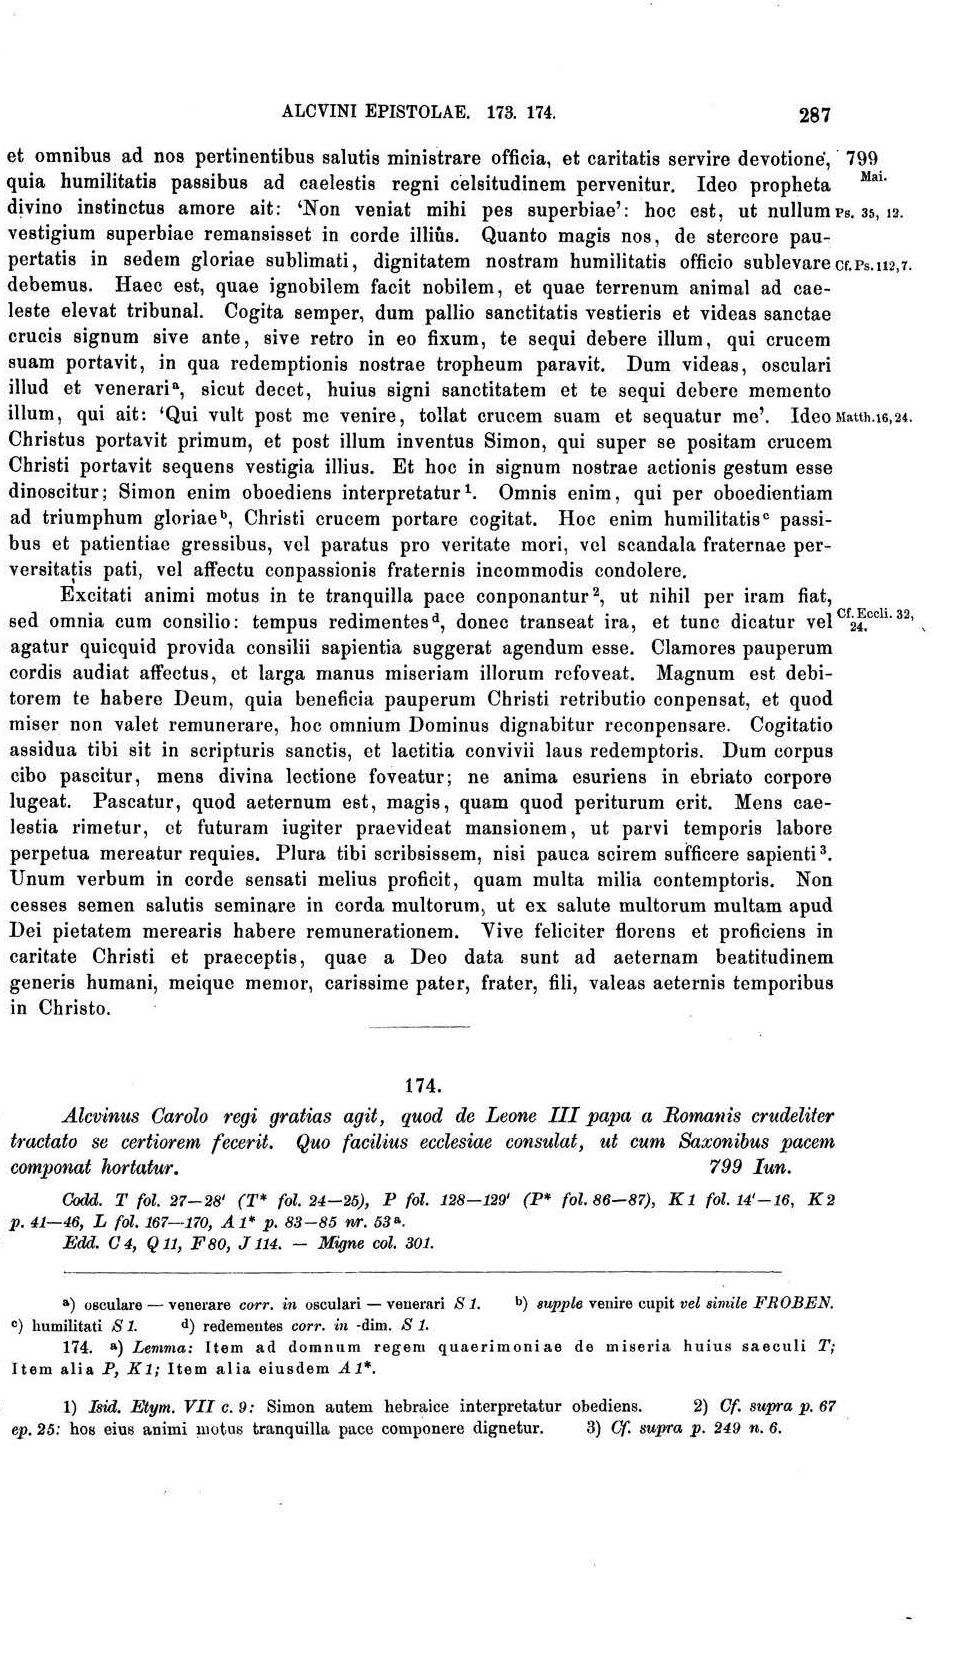 ALCVINI EPISTOLAE. 173. 174. 287
et omnibus ad nos pertinentibus salutis ministrare officia, et caritatis servire devotione, 799
quia humilitatis passibus ad caelestis regni celsitudinem pervenitur. Ideo propheta Mai.
divino instinctus amore ait: ‘Non veniat mihi pes superbiae’: hoc est, ut nullum Ps. 35, 12.
vestigium superbiae remansisset in corde illius. Quanto magis nos, de stercore pau-
pertatis in sedem gloriae sublimati, dignitatem nostram humilitatis officio sublevare Cf. Ps. 112, 7.
debemus. Haec est, quae ignobilem facit nobilem, et quae terrenum animal ad cae-
leste elevat tribunal. Cogita semper, dum pallio sanctitatis vestieris et videas sanctae
crucis signum sive ante, sive retro in eo fixum, te sequi debere illum, qui crucem
suam portavit, in qua redemptionis nostrae tropheum paravit. Dum videas, osculari
illud et venerari ᵃ, sicut decet, huius signi sanctitatem et te sequi debere memento
illum, qui ait: ‘Qui vult post me venire, tollat crucem suam et sequatur me’. Ideo Matth. 16, 24.
Christus portavit primum, et post illum inventus Simon, qui super se positam crucem
Christi portavit sequens vestigia illius. Et hoc in signum nostrae actionis gestum esse
dinoscitur; Simon enim oboediens interpretatur ¹. Omnis enim, qui per oboedientiam
ad triumphum gloriae ᵇ, Christi crucem portare cogitat. Hoc enim humilitatis ᶜ passi-
bus et patientiae gressibus, vel paratus pro veritate mori, vel scandala fraternae per-
versitatis pati, vel affectu conpassionis fraternis incommodis condolere.
Excitati animi motus in te tranquilla pace conponantur ², ut nihil per iram fiat,
sed omnia cum consilio: tempus redimentes ᵈ, donec transeat ira, et tunc dicatur vel Cf. Eccli. 32, 24.
agatur quicquid provida consilii sapientia suggerat agendum esse. Clamores pauperum
cordis audiat affectus, et larga manus miseriam illorum refoveat. Magnum est debi-
torem te habere Deum, quia beneficia pauperum Christi retributio conpensat, et quod
miser non valet remunerare, hoc omnium Dominus dignabitur reconpensare. Cogitatio
assidua tibi sit in scripturis sanctis, et laetitia convivii laus redemptoris. Dum corpus
cibo pascitur, mens divina lectione foveatur; ne anima esuriens in ebriato corpore
lugeat. Pascatur, quod aeternum est, magis, quam quod periturum erit. Mens cae-
lestia rimetur, et futuram iugiter praevideat mansionem, ut parvi temporis labore
perpetua mereatur requies. Plura tibi scribsissem, nisi pauca scirem sufficere sapienti ³.
Unum verbum in corde sensati melius proficit, quam multa milia contemptoris. Non
cesses semen salutis seminare in corda multorum, ut ex salute multorum multam apud
Dei pietatem merearis habere remunerationem. Vive feliciter florens et proficiens in
caritate Christi et praeceptis, quae a Deo data sunt ad aeternam beatitudinem
generis humani, meique memor, carissime pater, frater, fili, valeas aeternis temporibus
in Christo.
174.
Alcvinus Carolo regi gratias agit, quod de Leone III papa a Romanis crudeliter
tractato se certiorem fecerit. Quo facilius ecclesiae consulat, ut cum Saxonibus pacem
componat hortatur. 799 Iun.
Codd. T fol. 27—28' (T* fol. 24—25), P fol. 128—129' (P* fol. 86—87), K 1 fol. 14'—16, K 2
p. 41—46, L fol. 167—170, A 1* p. 83—85 nr. 53 ᵃ.
Edd. C 4, Q 11, F 80, J 114. — Migne col. 301.
ᵃ) osculare — venerare corr. in osculari — venerari S 1. ᵇ) supple venire cupit vel simile FROBEN.
ᶜ) humilitati S 1. ᵈ) redementes corr. in -dim. S 1.
174. ᵃ) Lemma: Item ad domnum regem quaerimoniae de miseria huius saeculi T;
Item alia P, K 1; Item alia eiusdem A 1*.
1) Isid. Etym. VII c. 9: Simon autem hebraice interpretatur obediens. 2) Cf. supra p. 67
ep. 25: hos eius animi motus tranquilla pace componere dignetur. 3) Cf. supra p. 249 n. 6.